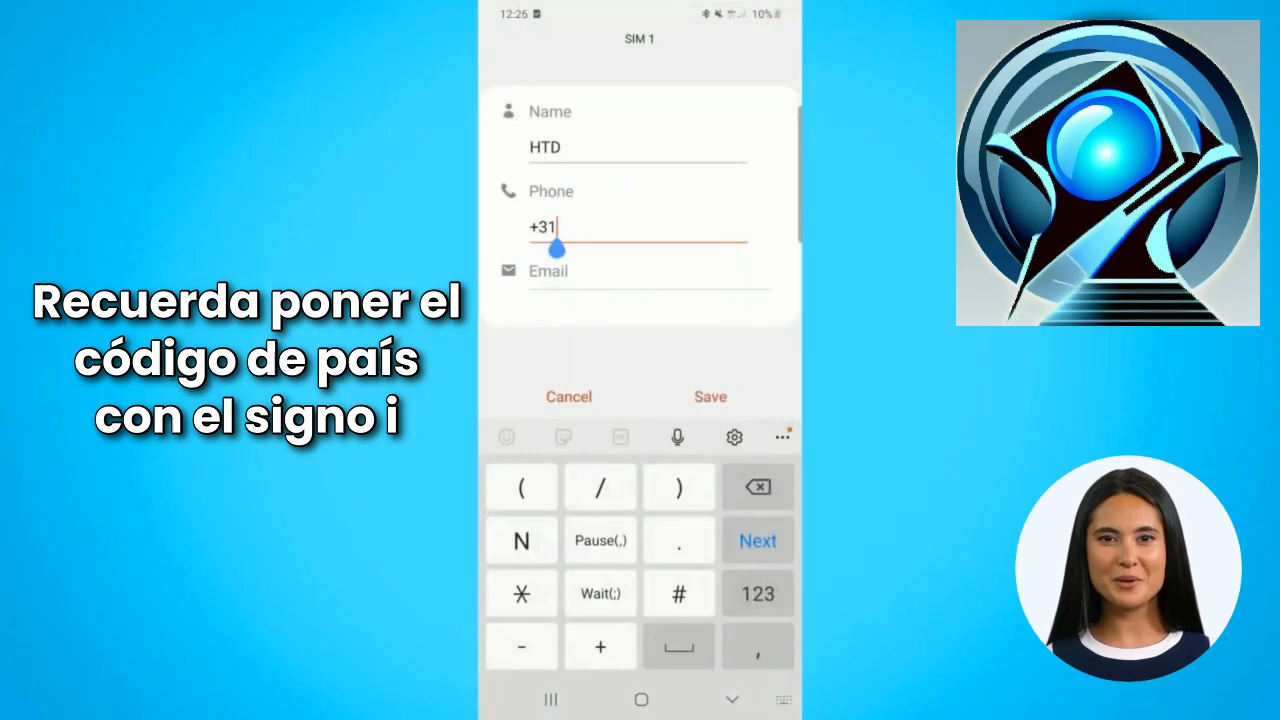 Recuerda poner el
código de país
con el signo i
12:25
10%
SIM 1
Name
HTD
Phone
+31
Email
Cancel
Save
( / )
N Pause(,) . Next
* Wait(;) # 123
- + ,